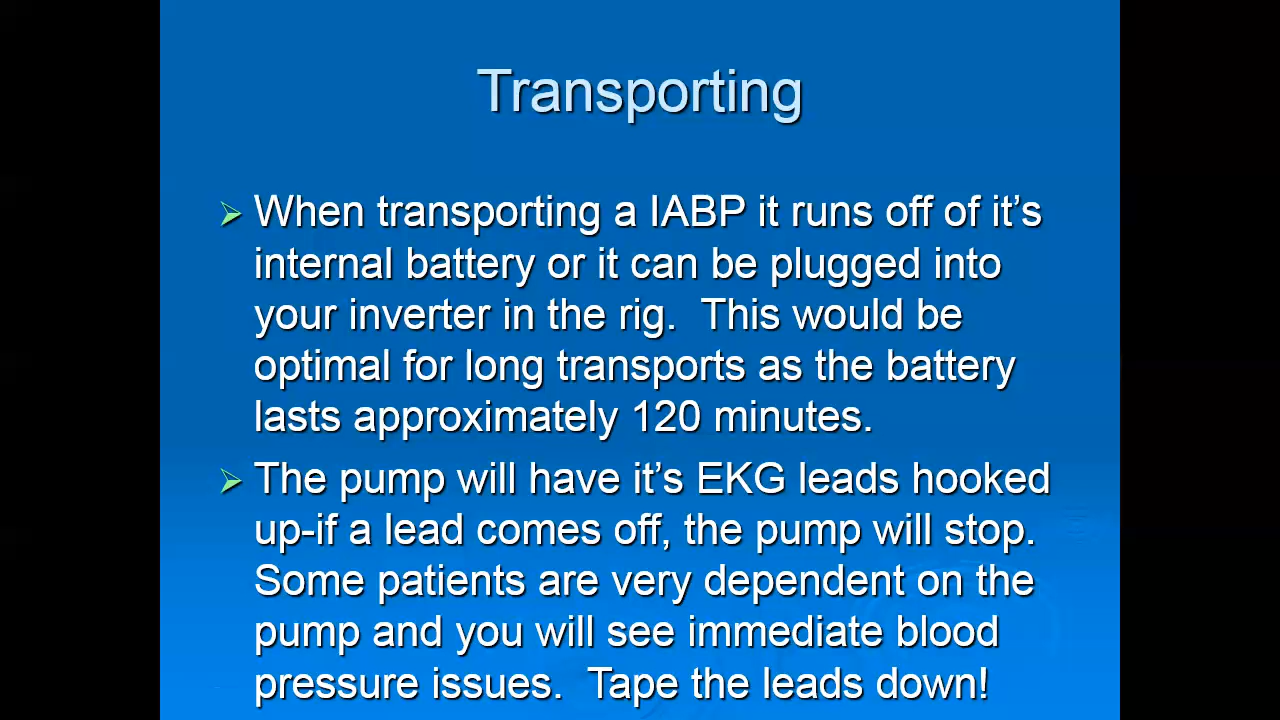 Transporting
When transporting a IABP it runs off of it's
internal battery or it can be plugged into
your inverter in the rig.  This would be
optimal for long transports as the battery
lasts approximately 120 minutes.
The pump will have it's EKG leads hooked
up-if a lead comes off, the pump will stop.
Some patients are very dependent on the
pump and you will see immediate blood
pressure issues.  Tape the leads down!